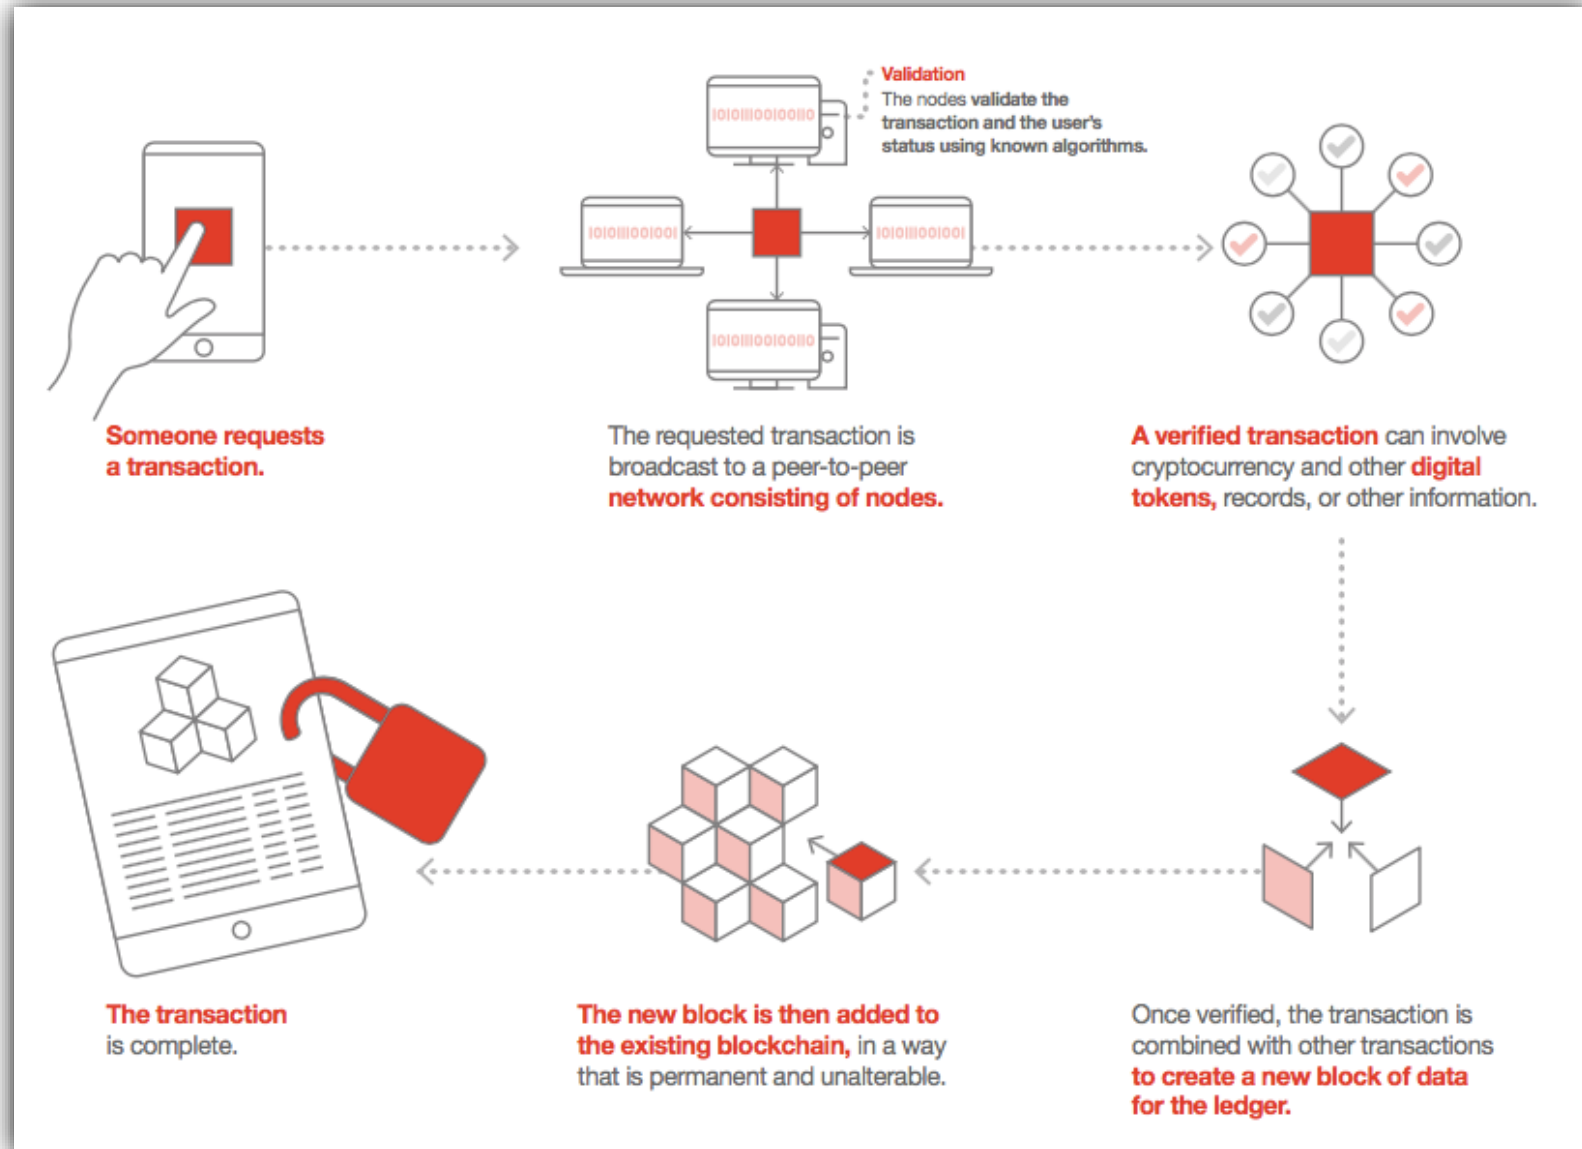 Someone requests
a transaction.
1010111001001
101011100100110
Validation
The nodes validate the
transaction and the user's
status using known algorithms.
1010111001001
101011100100110
The requested transaction is
broadcast to a peer-to-peer
network consisting of nodes.
A verified transaction can involve
cryptocurrency and other digital
tokens, records, or other information.
Once verified, the transaction is
combined with other transactions
to create a new block of data
for the ledger.
The new block is then added to
the existing blockchain, in a way
that is permanent and unalterable.
The transaction
is complete.